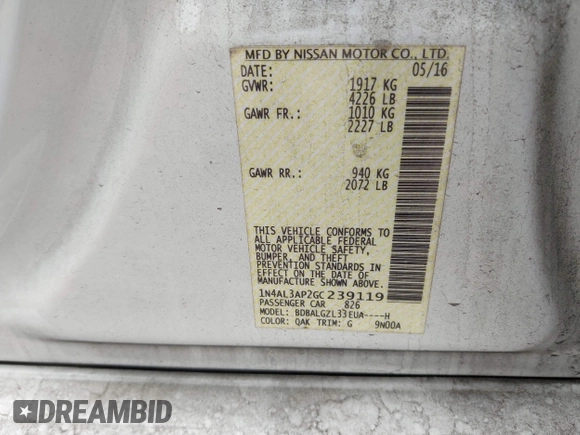 MFD BY NISSAN MOTOR CO., LTD.
DATE: 05/16
GVWR: 1917 KG
4226 LB
GAWR FR.: 1010 KG
2227 LB
GAWR RR.: 940 KG
2072 LB
THIS VEHICLE CONFORMS TO
ALL APPLICABLE FEDERAL
MOTOR VEHICLE SAFETY,
BUMPER, AND THEFT
PREVENTION STANDARDS IN
EFFECT ON THE DATE OF
MANUFACTURE SHOWN ABOVE.
1N4AL3AP2GC239119
PASSENGER CAR 826
MODEL: BDBALGZL33EUA----H
COLOR: QAK TRIM: G 9N00A
DREAMBID